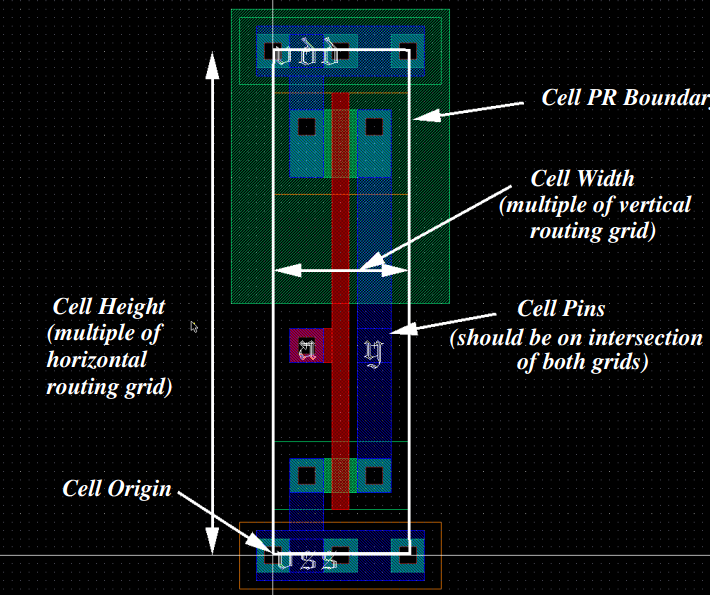 vdd
Cell PR Boundar
Cell Width
(multiple of vertical
routing grid)
Cell Height
(multiple of
horizontal
routing grid)
Cell Pins
(should be on intersection
of both grids)
a
y
Cell Origin
vss